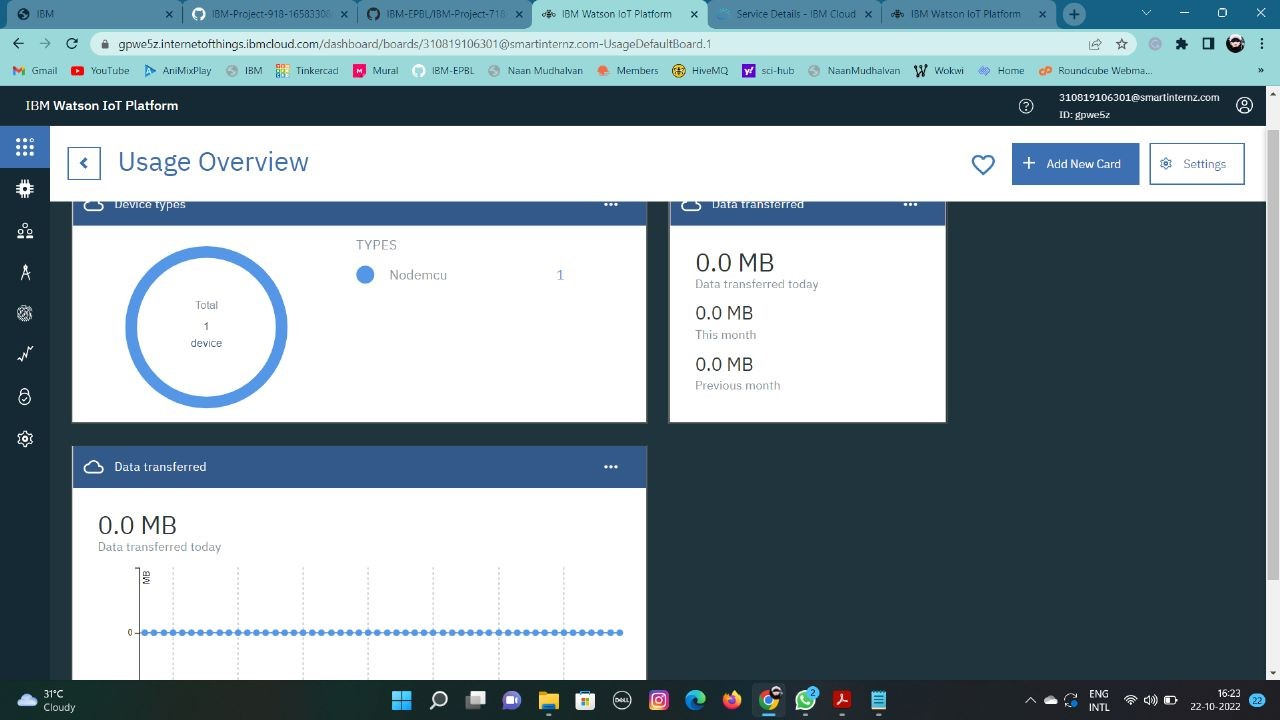 IBM
IBM-Project-918-16583308
IBM-EPBL/IBM-Project-718
IBM Watson IoT Platform
Service Details - IBM Cloud
IBM Watson IoT Platform
gpwe5z.internetofthings.ibmcloud.com/dashboard/boards/310819106301@smartinternz.com-UsageDefaultBoard.1
Gmail
YouTube
AniMixPlay
IBM
Tinkercad
Mural
IBM-EPBL
Naan Mudhalvan
Members
HiveMQ
sci-hub
NaanMudhalvan
Wokwi
Home
Roundcube Webma...
IBM Watson IoT Platform
310819106301@smartinternz.com
ID: gpwe5z
Usage Overview
Add New Card
Settings
Device types
TYPES
Nodemcu 1
Total
1
device
Data transferred
0.0 MB
Data transferred today
0.0 MB
This month
0.0 MB
Previous month
Data transferred
0.0 MB
Data transferred today
MB
0
31°C
Cloudy
DELL
2
ENG
INTL
16:23
22-10-2022
22